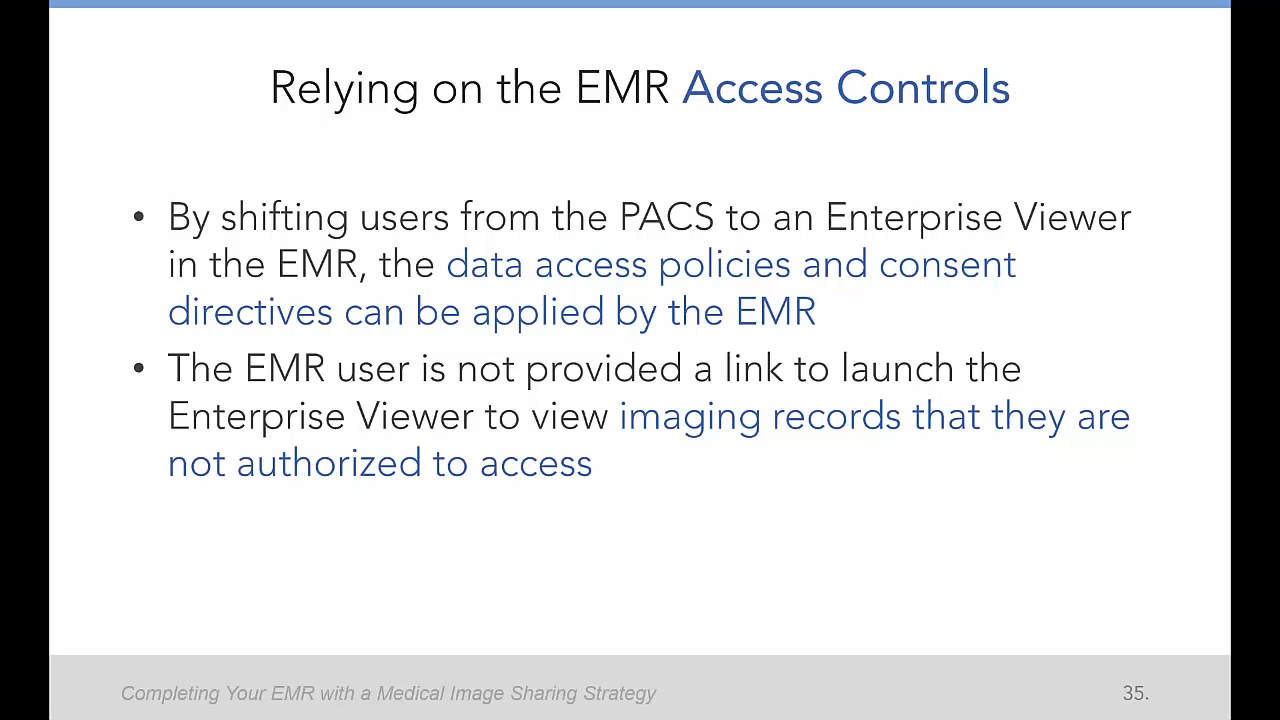 Relying on the EMR Access Controls
• By shifting users from the PACS to an Enterprise Viewer
in the EMR, the data access policies and consent
directives can be applied by the EMR
• The EMR user is not provided a link to launch the
Enterprise Viewer to view imaging records that they are
not authorized to access
Completing Your EMR with a Medical Image Sharing Strategy
35.